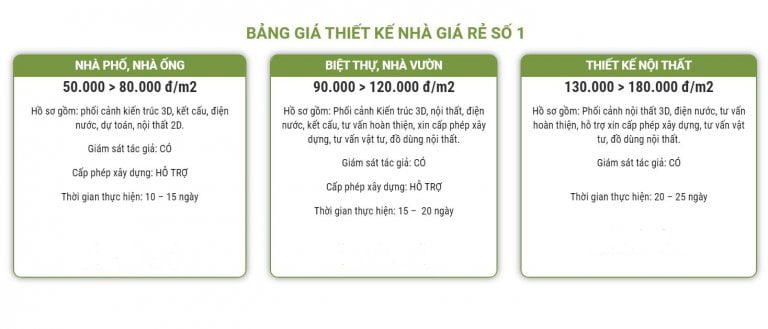 BẢNG GIÁ THIẾT KẾ NHÀ GIÁ RẺ SỐ 1
NHÀ PHỐ, NHÀ ỐNG
50.000 > 80.000 đ/m2
Hồ sơ gồm: phối cảnh kiến trúc 3D, kết cấu, điện
nước, dự toán, nội thất 2D.
Giám sát tác giả: CÓ
Cấp phép xây dựng: HỖ TRỢ
Thời gian thực hiện: 10 – 15 ngày
BIỆT THỰ, NHÀ VƯỜN
90.000 > 120.000 đ/m2
Hồ sơ gồm: Phối cảnh Kiến trúc 3D, nội thất, điện
nước, kết cấu, tư vấn hoàn thiện, xin cấp phép xây
dựng, tư vấn vật tư, đồ dùng nội thất.
Giám sát tác giả: CÓ
Cấp phép xây dựng: HỖ TRỢ
Thời gian thực hiện: 15 – 20 ngày
THIẾT KẾ NỘI THẤT
130.000 > 180.000 đ/m2
Hồ sơ gồm: Phối cảnh nội thất 3D, điện nước, tư vấn
hoàn thiện, hỗ trợ xin cấp phép xây dựng, tư vấn vật
tư, đồ dùng nội thất.
Giám sát tác giả: CÓ
Thời gian thực hiện: 20 – 25 ngày